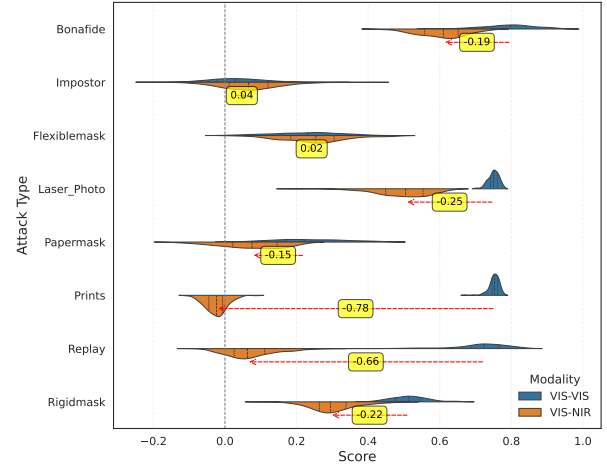 Attack Type
Bonafide
-0.19
Impostor
0.04
Flexiblemask
0.02
Laser_Photo
-0.25
Papermask
-0.15
Prints
-0.78
Replay
-0.66
Rigidmask
-0.22
Modality
VIS-VIS
VIS-NIR
−0.2 0.0 0.2 0.4 0.6 0.8 1.0
Score